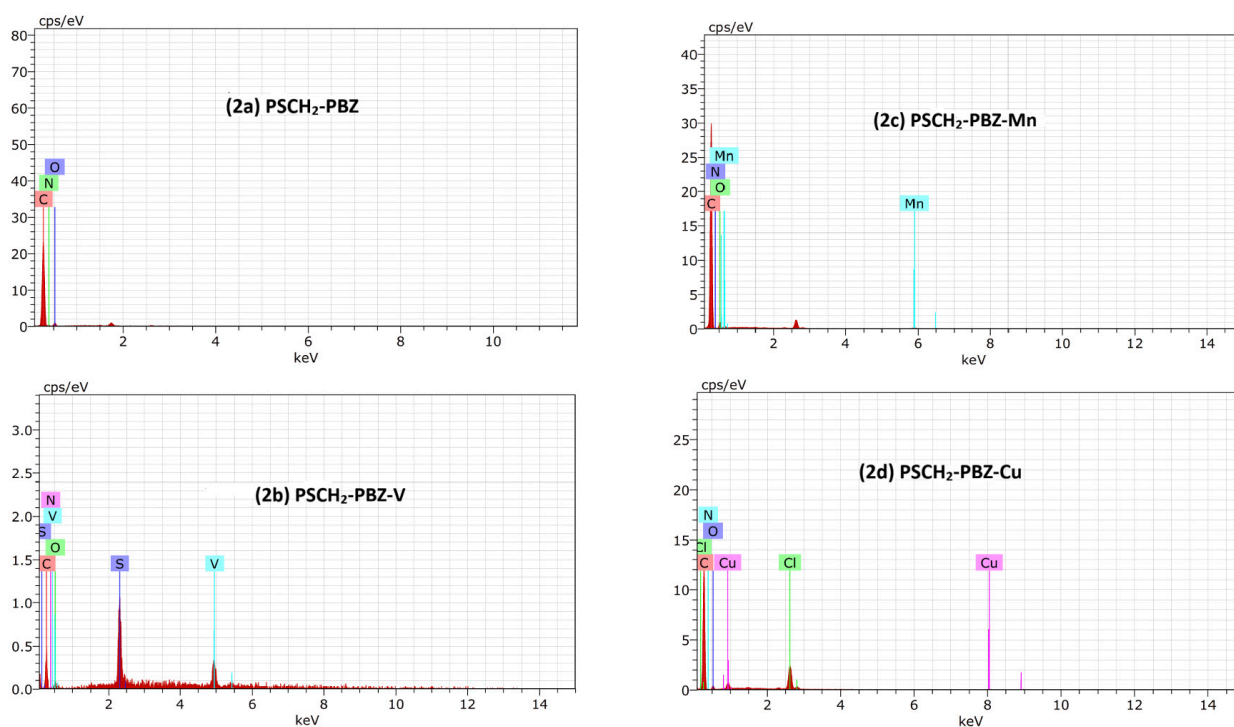 cps/eV
80
70
60
50
40
30
20
10
0
(2a) PSCH₂-PBZ
O
N
C
2 4 6 8 10
keV
cps/eV
40
35
30
25
20
15
10
5
0
(2c) PSCH₂-PBZ-Mn
Mn
N
O
C Mn
2 4 6 8 10 12 14
keV
cps/eV
3.0
2.5
2.0
1.5
1.0
0.5
0.0
(2b) PSCH₂-PBZ-V
N
V
S
O
C S V
2 4 6 8 10 12 14
keV
cps/eV
25
20
15
10
5
0
(2d) PSCH₂-PBZ-Cu
N
O
Cl
C Cu Cl Cu
2 4 6 8 10 12 14
keV